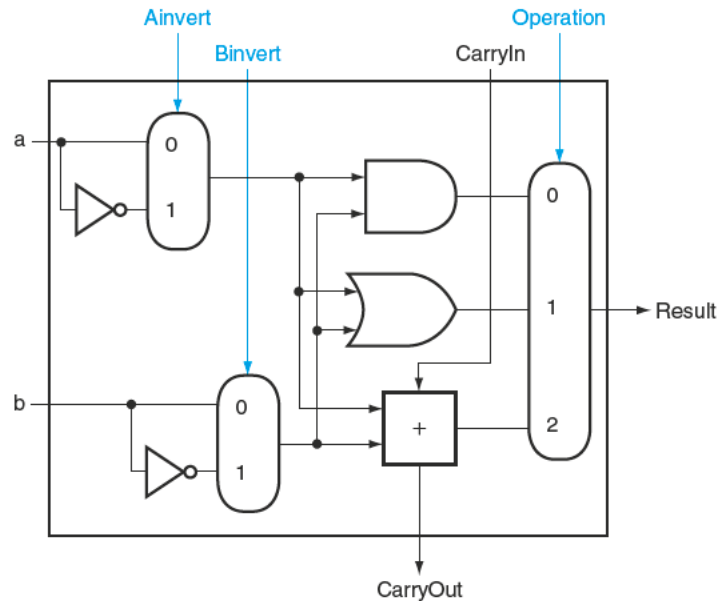 Ainvert
Operation
Binvert
CarryIn
a
0
1
0
1
Result
b
0
1
+
2
CarryOut